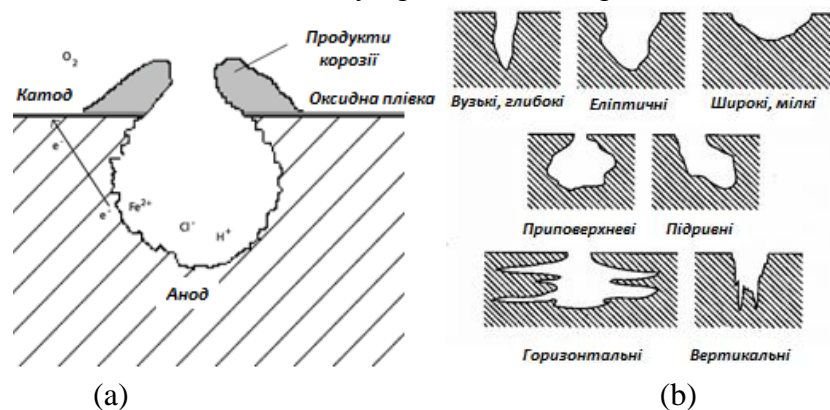 O₂
Продукти
корозії
Катод
Оксидна плівка
e⁻
e⁻
Fe²⁺
Cl⁻
H⁺
Анод
(a)
Вузькі, глибокі Еліптичні Широкі, мілкі
Приповерхневі Підривні
Горизонтальні Вертикальні
(b)